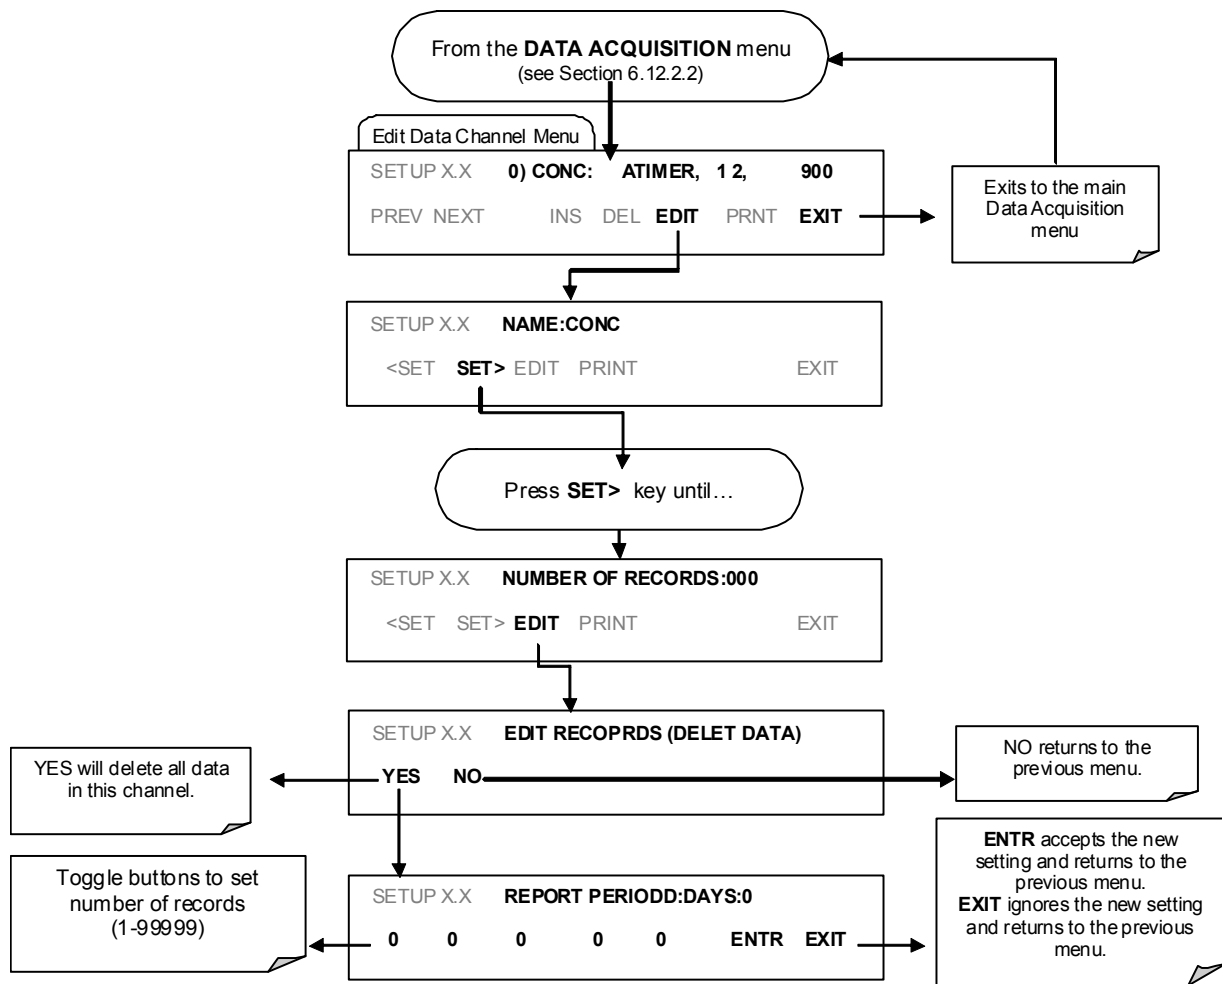 From the DATA ACQUISITION menu
(see Section 6.12.2.2)
Edit Data Channel Menu
SETUP X.X 0) CONC: ATIMER, 1 2, 900
PREV NEXT INS DEL EDIT PRNT EXIT
Exits to the main
Data Acquisition
menu
SETUP X.X NAME:CONC
<SET SET> EDIT PRINT EXIT
Press SET> key until…
SETUP X.X NUMBER OF RECORDS:000
<SET SET> EDIT PRINT EXIT
SETUP X.X EDIT RECOPRDS (DELET DATA)
YES NO
YES will delete all data
in this channel.
NO returns to the
previous menu.
Toggle buttons to set
number of records
(1-99999)
SETUP X.X REPORT PERIODD:DAYS:0
0 0 0 0 0 ENTR EXIT
ENTR accepts the new
setting and returns to the
previous menu.
EXIT ignores the new setting
and returns to the previous
menu.